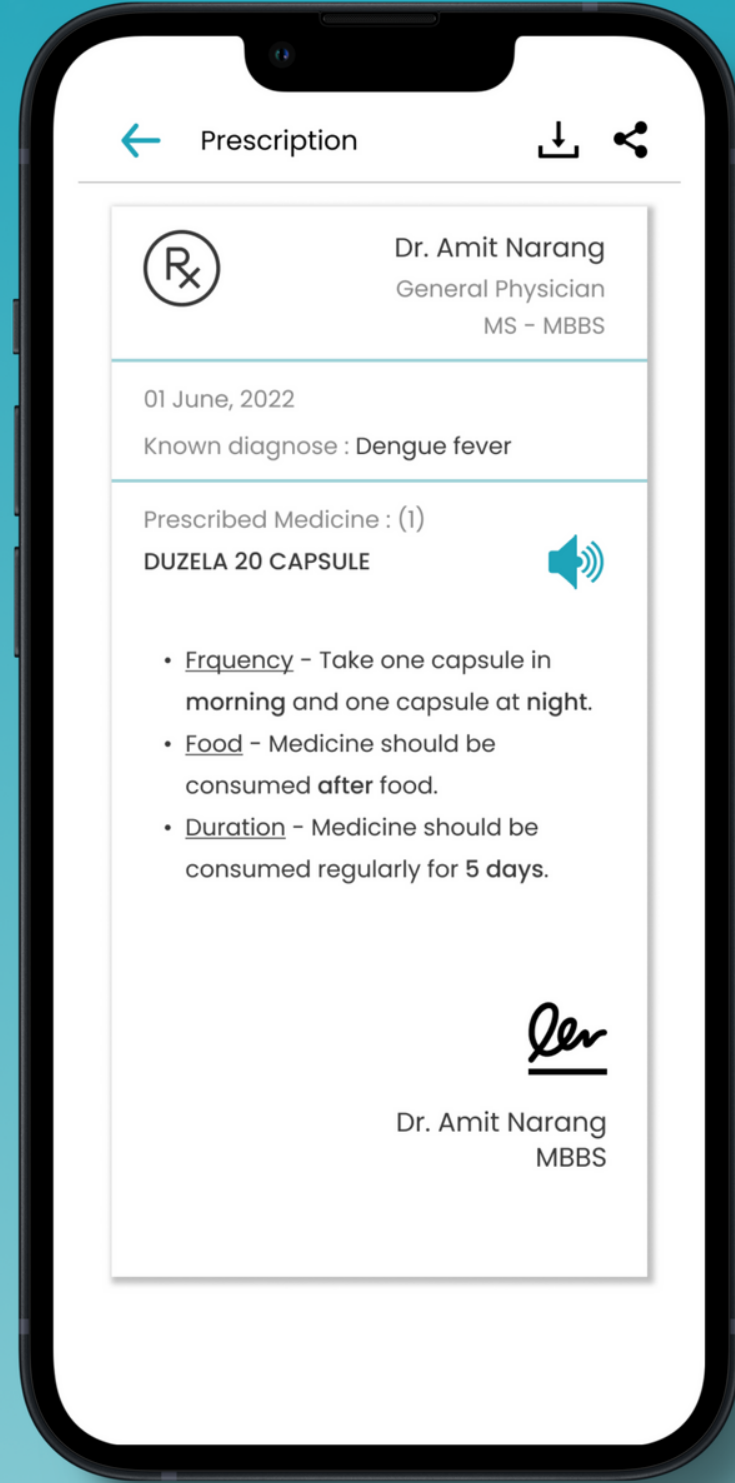 Prescription
Rx
Dr. Amit Narang
General Physician
MS - MBBS
01 June, 2022
Known diagnose : Dengue fever
Prescribed Medicine : (1)
DUZELA 20 CAPSULE
• Frquency - Take one capsule in
morning and one capsule at night.
• Food - Medicine should be
consumed after food.
• Duration - Medicine should be
consumed regularly for 5 days.
Dr. Amit Narang
MBBS